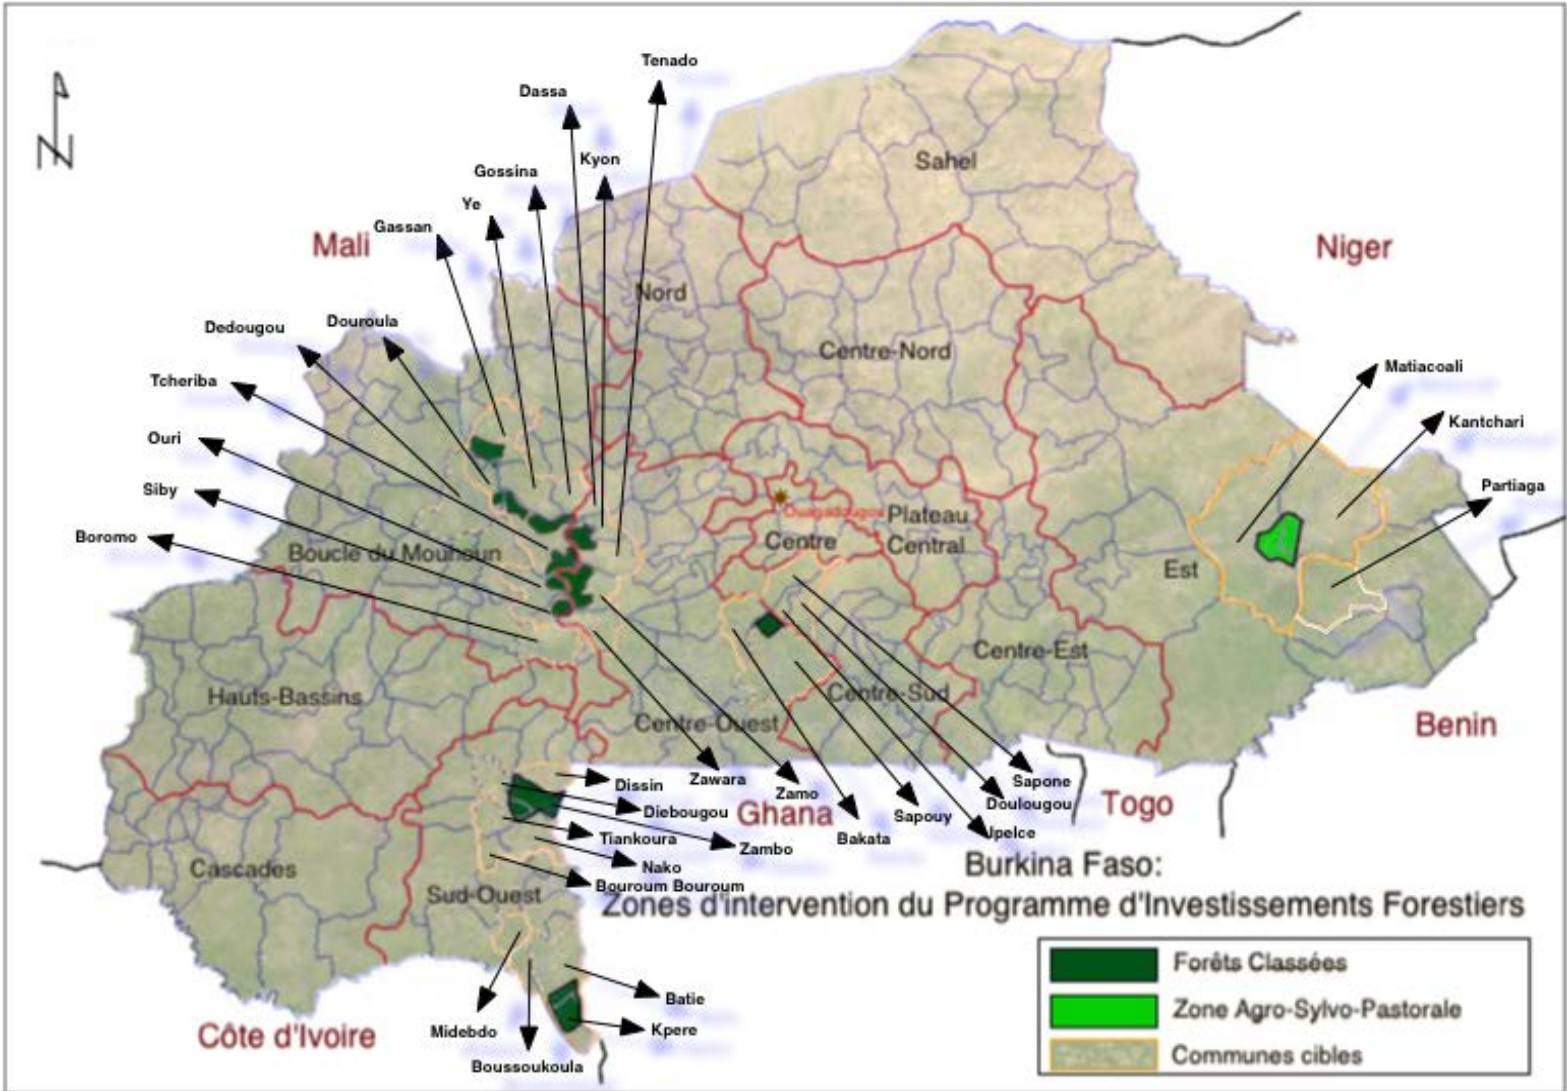 Tenado
Dassa
Kyon
Gossina
Sahel
Ye
Gassan
Mali
Niger
Nord
Dedougou
Douroula
Centre-Nord
Matiacoali
Tcheriba
Kantchari
Ouri
Partiaga
Siby
Ouagadougou
Plateau
Central
Boromo
Boucle du Mouhoun
Centre
Est
Centre-Est
Hauts-Bassins
Centre-Sud
Centre-Ouest
Benin
Zawara
Sapone
Dissin
Zamo
Doulougou
Togo
Diebougou
Ghana
Sapouy
Ipelce
Tiankoura
Bakata
Zambo
Cascades
Nako
Bouroum Bouroum
Sud-Ouest
Burkina Faso:
Zones d'intervention du Programme d'Investissements Forestiers
Forêts Classées
Zone Agro-Sylvo-Pastorale
Communes cibles
Batie
Kpere
Midebdo
Côte d'Ivoire
Boussoukoula
N